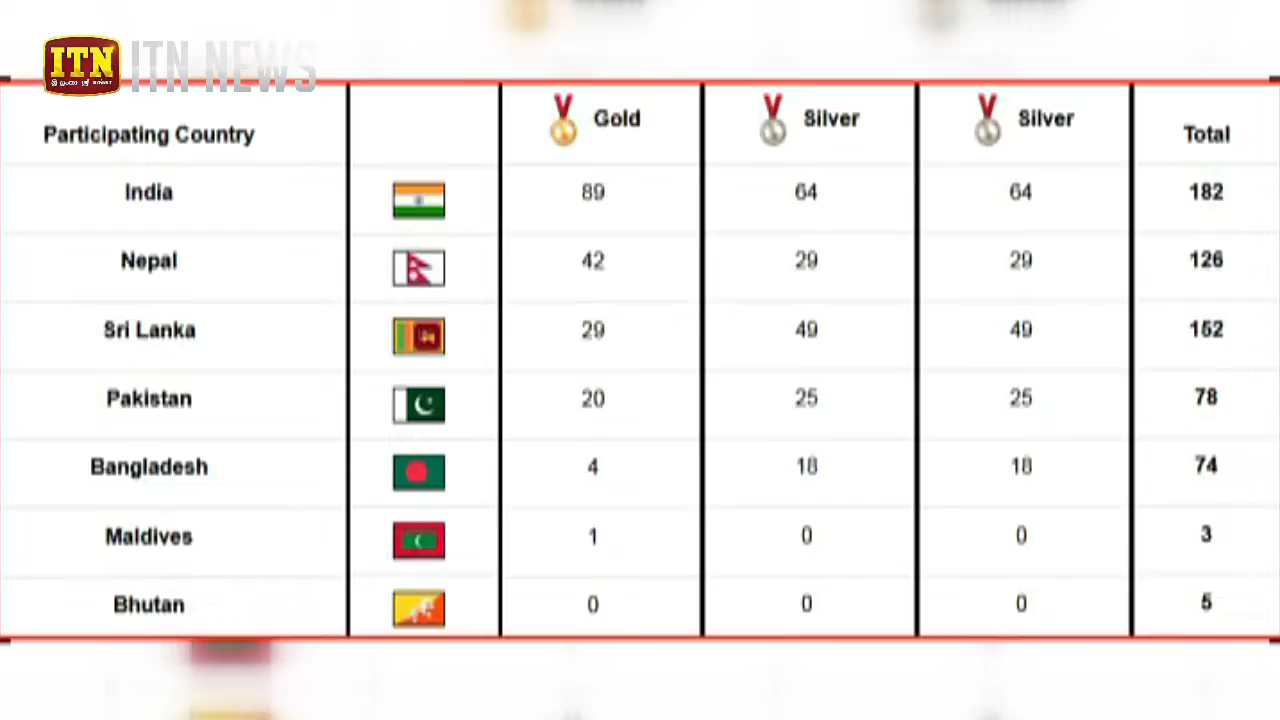 ITN
ITN NEWS
Participating Country Gold Silver Silver Total
India 89 64 64 182
Nepal 42 29 29 126
Sri Lanka 29 49 49 152
Pakistan 20 25 25 78
Bangladesh 4 18 18 74
Maldives 1 0 0 3
Bhutan 0 0 0 5